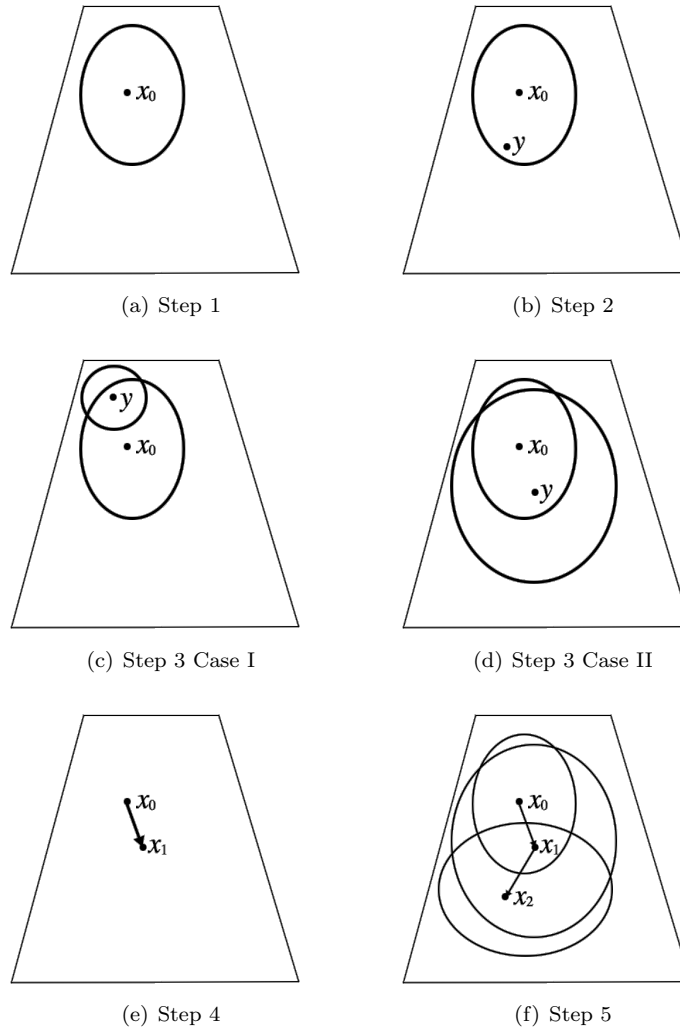 x₀
x₀
y
(a) Step 1
(b) Step 2
y
x₀
x₀
y
(c) Step 3 Case I
(d) Step 3 Case II
x₀
x₁
x₀
x₁
x₂
(e) Step 4
(f) Step 5